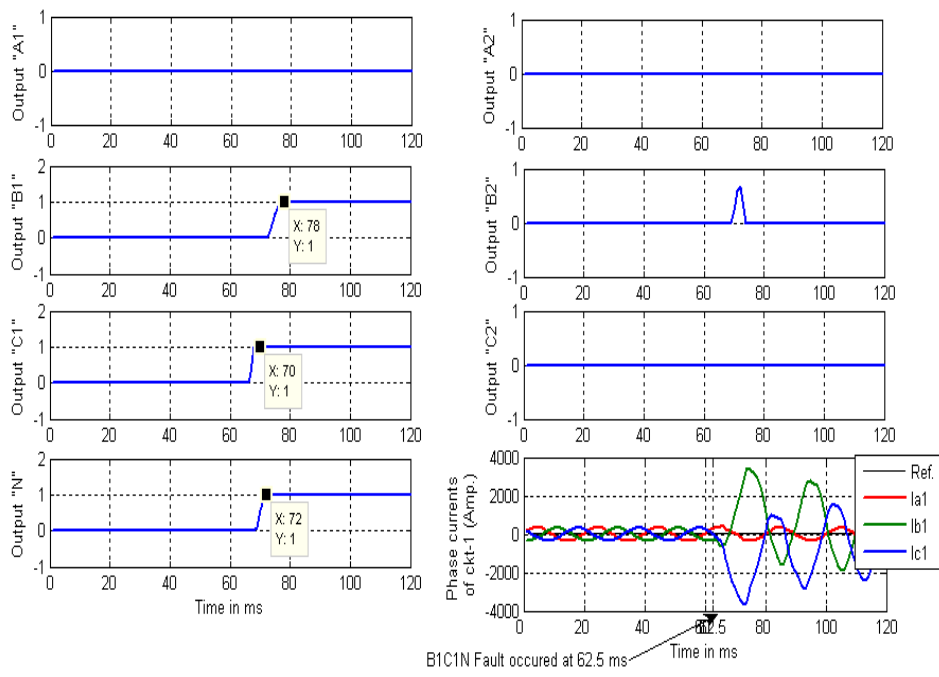 Output "A1"
1
0
-1
0 20 40 60 80 100 120
Output "A2"
1
0
-1
0 20 40 60 80 100 120
Output "B1"
2
1
0
-1
X: 78
Y: 1
0 20 40 60 80 100 120
Output "B2"
1
0
-1
0 20 40 60 80 100 120
Output "C1"
2
1
0
-1
X: 70
Y: 1
0 20 40 60 80 100 120
Output "C2"
1
0
-1
0 20 40 60 80 100 120
Output "N"
2
1
0
-1
X: 72
Y: 1
0 20 40 60 80 100 120
Time in ms
Phase currents
of ckt-1 (Amp.)
4000
2000
0
-2000
-4000
Ref.
Ia1
Ib1
Ic1
0 20 40 62.5 80 100 120
Time in ms
B1C1N Fault occured at 62.5 ms